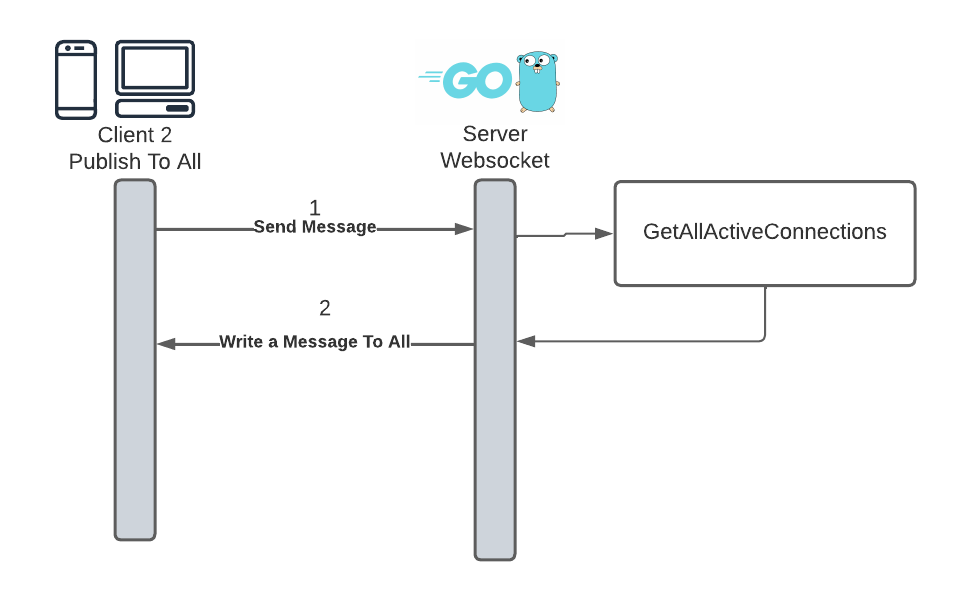 GO
Client 2
Publish To All
Server
Websocket
1
Send Message
GetAllActiveConnections
2
Write a Message To All